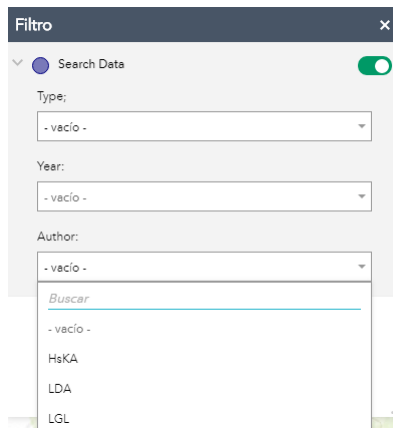 Filtro ×
Search Data
Type;
- vacío -
Year:
- vacío -
Author:
- vacío -
Buscar
- vacío -
HsKA
LDA
LGL